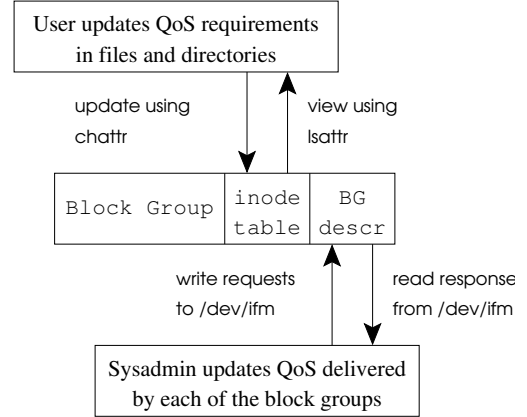 User updates QoS requirements
in files and directories
update using
chattr
view using
lsattr
Block Group
inode
table
BG
descr
write requests
to /dev/ifm
read response
from /dev/ifm
Sysadmin updates QoS delivered
by each of the block groups